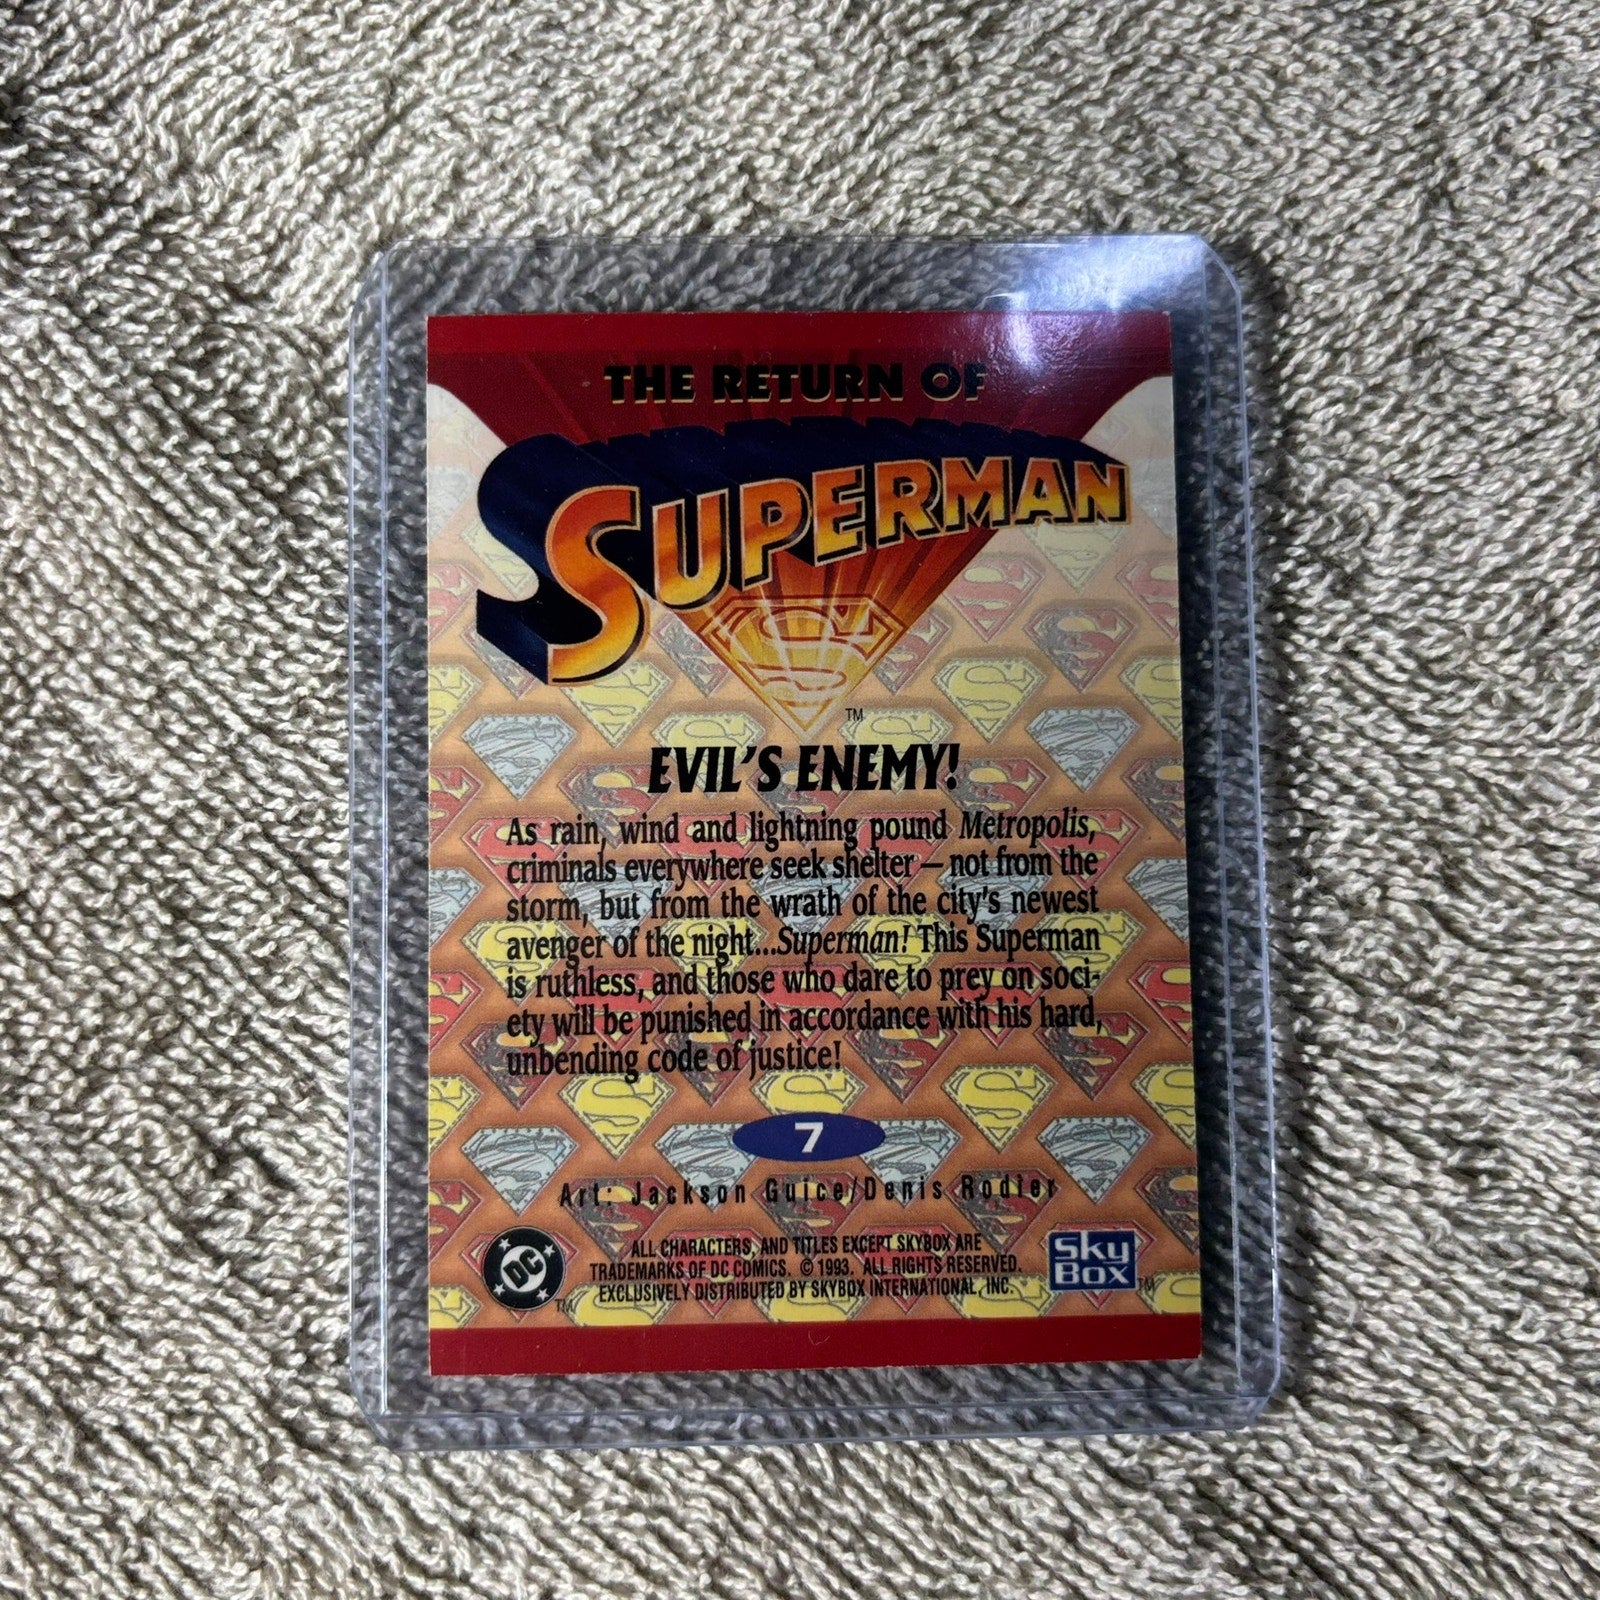 THE RETURN OF
SUPERMAN
TM
EVIL'S ENEMY!
As rain, wind and lightning pound Metropolis,
criminals everywhere seek shelter – not from the
storm, but from the wrath of the city's newest
avenger of the night...Superman! This Superman
is ruthless, and those who dare to prey on soci-
ety will be punished in accordance with his hard,
unbending code of justice!
7
Art: Jackson Guice/Denis Rodier
DC
TM
ALL CHARACTERS, AND TITLES EXCEPT SKYBOX ARE
TRADEMARKS OF DC COMICS. © 1993. ALL RIGHTS RESERVED.
EXCLUSIVELY DISTRIBUTED BY SKYBOX INTERNATIONAL, INC.
Sky
Box
TM